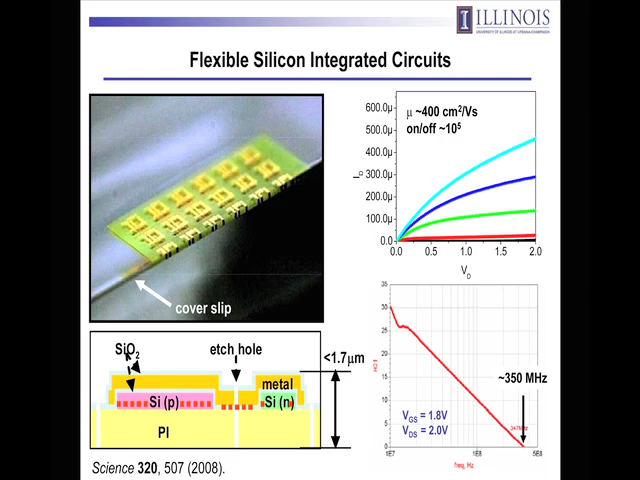 ILLINOIS
UNIVERSITY OF ILLINOIS AT URBANA-CHAMPAIGN
Flexible Silicon Integrated Circuits
cover slip
μ ~400 cm²/Vs
on/off ~10⁵
600.0μ
500.0μ
400.0μ
300.0μ
200.0μ
100.0μ
0.0
I_D
0.0 0.5 1.0 1.5 2.0
V_D
SiO₂
etch hole
<1.7μm
metal
Si (p)
Si (n)
PI
35
30
25
20
15
10
5
0
~350 MHz
V_GS = 1.8V
V_DS = 2.0V
1E7 1E8 5E8
freq, Hz
Science 320, 507 (2008).